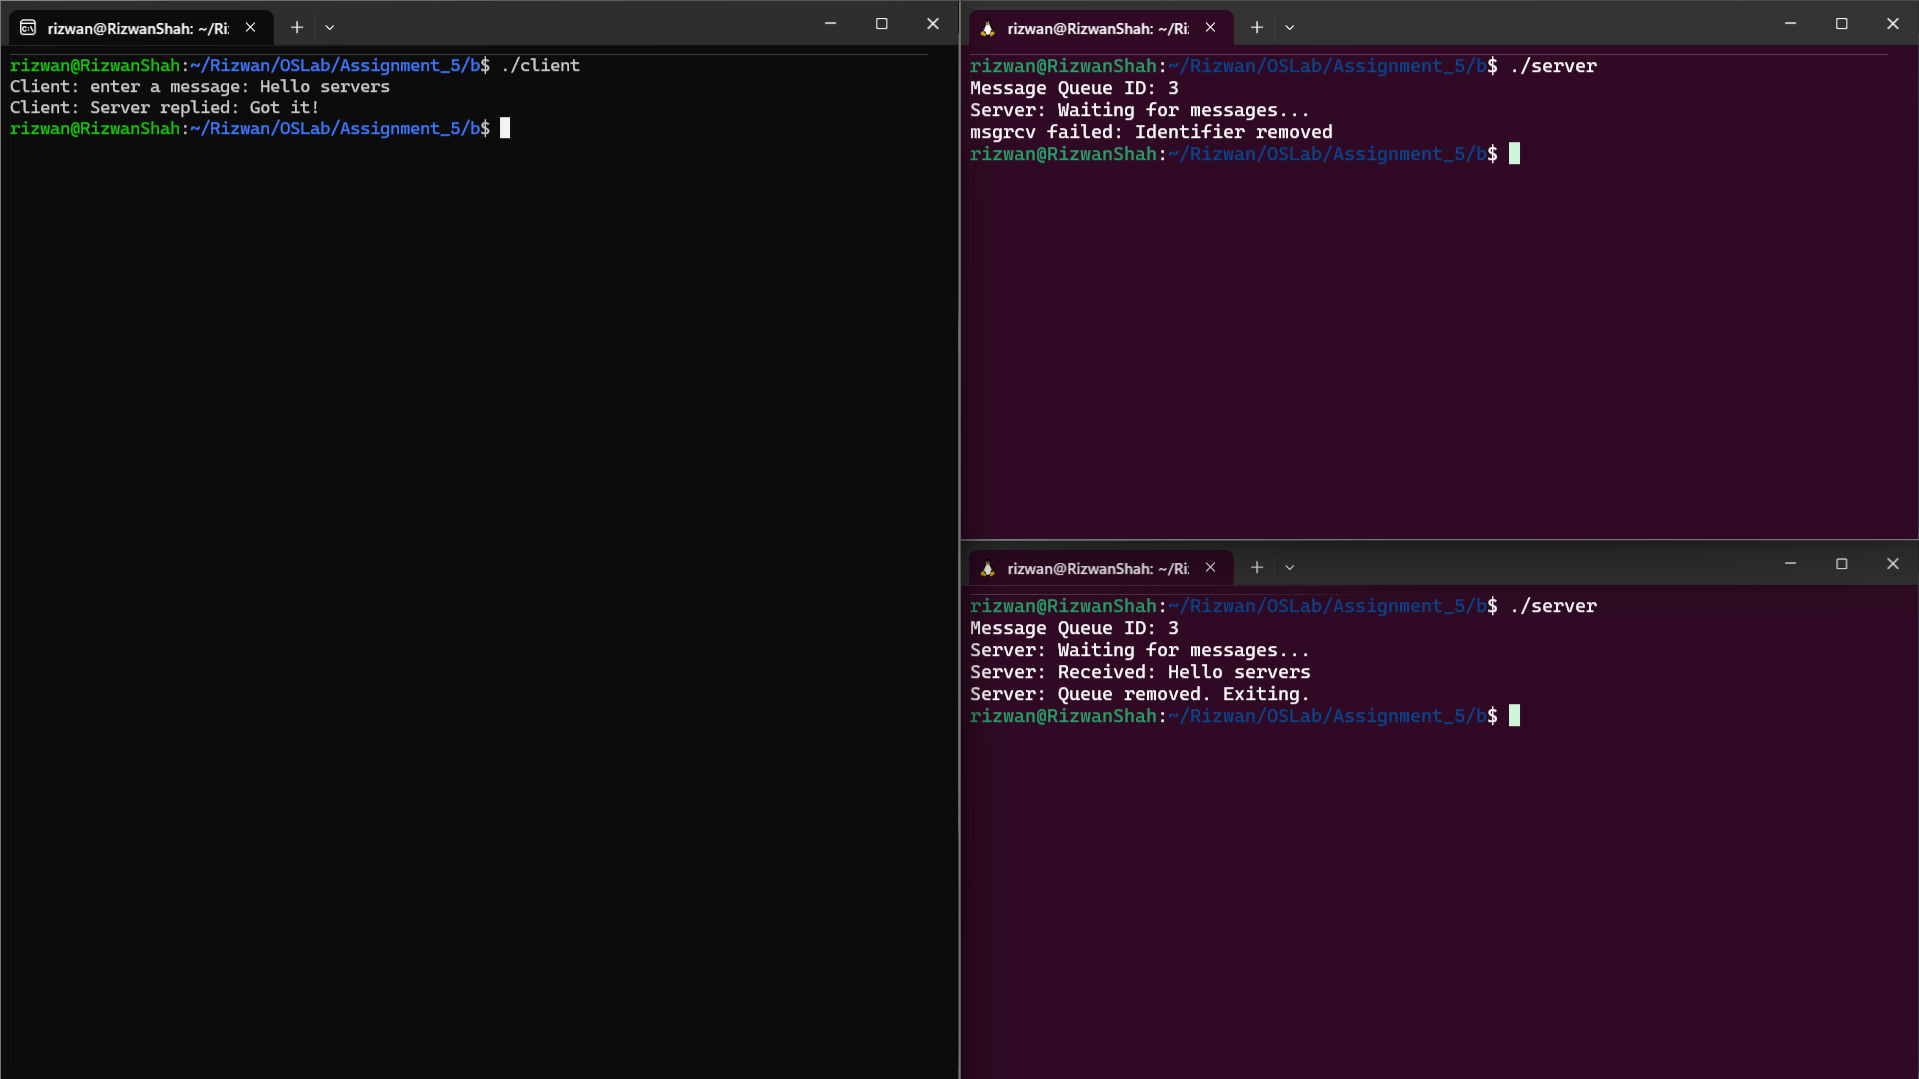 rizwan@RizwanShah: ~/Ri
rizwan@RizwanShah:~/Rizwan/OSLab/Assignment_5/b$ ./client
Client: enter a message: Hello servers
Client: Server replied: Got it!
rizwan@RizwanShah:~/Rizwan/OSLab/Assignment_5/b$
rizwan@RizwanShah: ~/Ri
rizwan@RizwanShah:~/Rizwan/OSLab/Assignment_5/b$ ./server
Message Queue ID: 3
Server: Waiting for messages...
msgrcv failed: Identifier removed
rizwan@RizwanShah:~/Rizwan/OSLab/Assignment_5/b$
rizwan@RizwanShah: ~/Ri
rizwan@RizwanShah:~/Rizwan/OSLab/Assignment_5/b$ ./server
Message Queue ID: 3
Server: Waiting for messages...
Server: Received: Hello servers
Server: Queue removed. Exiting.
rizwan@RizwanShah:~/Rizwan/OSLab/Assignment_5/b$